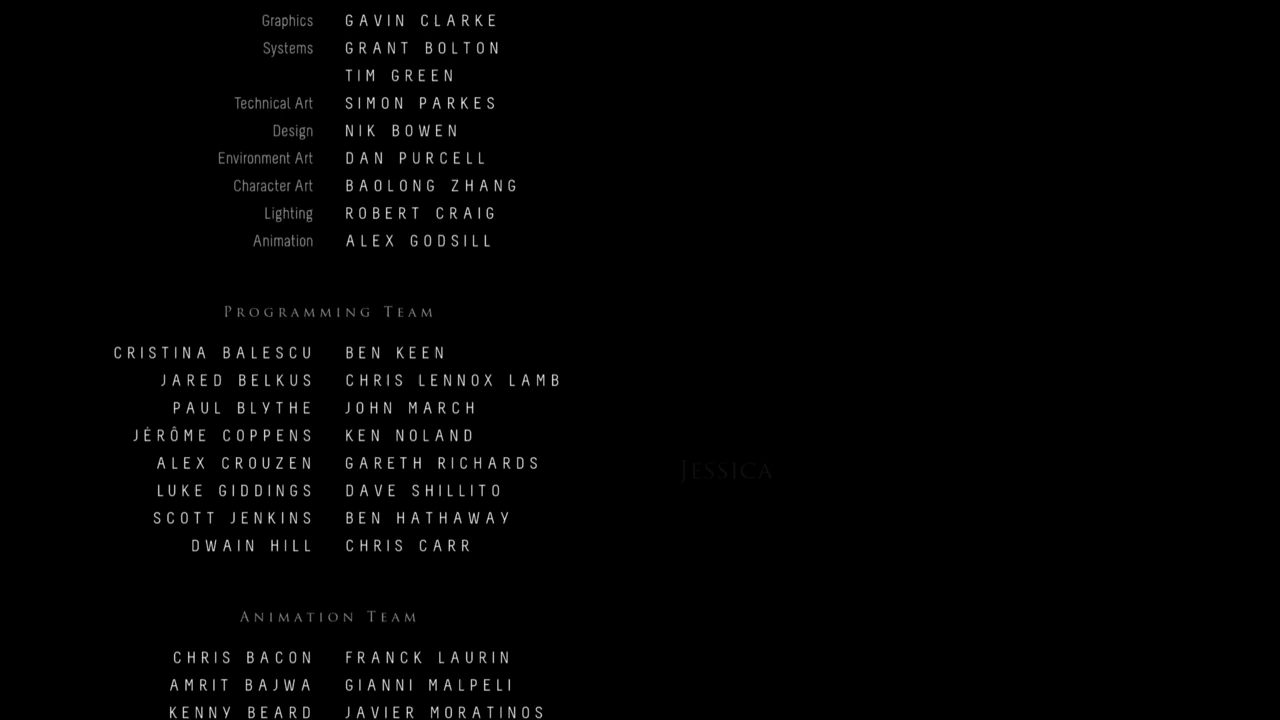 Graphics GAVIN CLARKE
Systems GRANT BOLTON
TIM GREEN
Technical Art SIMON PARKES
Design NIK BOWEN
Environment Art DAN PURCELL
Character Art BAOLONG ZHANG
Lighting ROBERT CRAIG
Animation ALEX GODSILL
PROGRAMMING TEAM
CRISTINA BALESCU BEN KEEN
JARED BELKUS CHRIS LENNOX LAMB
PAUL BLYTHE JOHN MARCH
JÉRÔME COPPENS KEN NOLAND
ALEX CROUZEN GARETH RICHARDS
JESSICA
LUKE GIDDINGS DAVE SHILLITO
SCOTT JENKINS BEN HATHAWAY
DWAIN HILL CHRIS CARR
ANIMATION TEAM
CHRIS BACON FRANCK LAURIN
AMRIT BAJWA GIANNI MALPELI
KENNY BEARD JAVIER MORATINOS